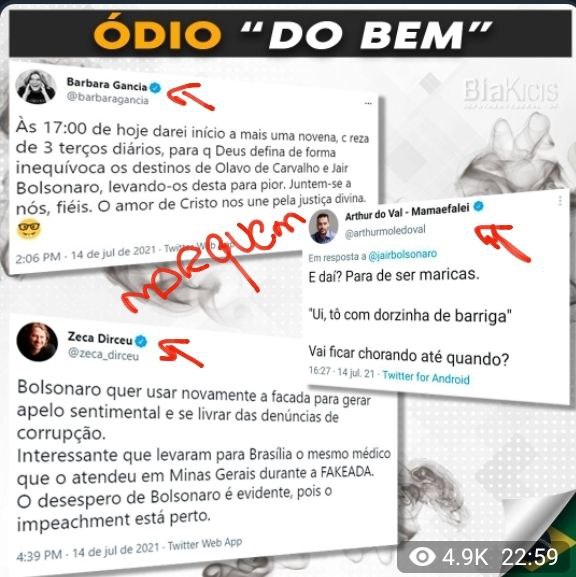 ÓDIO “DO BEM”
Barbara Gancia
@barbaragancia
BIA KICIS
Às 17:00 de hoje darei início a mais uma novena, c reza
de 3 terços diários, para q Deus defina de forma
inequívoca os destinos de Olavo de Carvalho e Jair
Bolsonaro, levando-os desta para pior. Juntem-se a
nós, fiéis. O amor de Cristo nos une pela justiça divina.
🤓
2:06 PM · 14 de jul de 2021 · Twitter Web App
Arthur do Val - Mamaefalei
@arthurmoledoval
Em resposta a @jairbolsonaro
E daí? Para de ser maricas.
"Ui, tô com dorzinha de barriga"
Vai ficar chorando até quando?
16:27 · 14 jul. 21 · Twitter for Android
Zeca Dirceu
@zeca_dirceu
Bolsonaro quer usar novamente a facada para gerar
apelo sentimental e se livrar das denúncias de
corrupção.
Interessante que levaram para Brasília o mesmo médico
que o atendeu em Minas Gerais durante a FAKEADA.
O desespero de Bolsonaro é evidente, pois o
impeachment está perto.
4:39 PM · 14 de jul de 2021 · Twitter Web App
4.9K 22:59